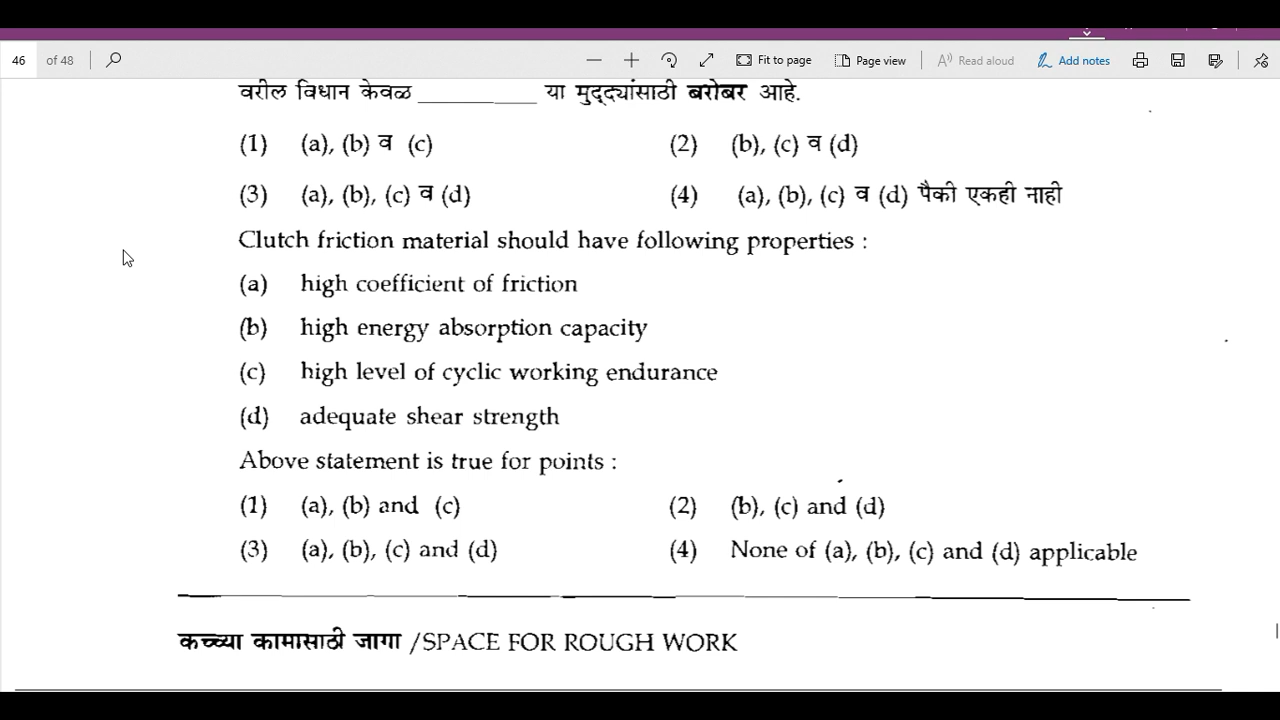 46 of 48 Fit to page Page view Read aloud Add notes
वरील विधान केवळ __________ या मुद्द्यांसाठी बरोबर आहे.
(1) (a), (b) व (c) (2) (b), (c) व (d)
(3) (a), (b), (c) व (d) (4) (a), (b), (c) व (d) पैकी एकही नाही
Clutch friction material should have following properties :
(a) high coefficient of friction
(b) high energy absorption capacity
(c) high level of cyclic working endurance
(d) adequate shear strength
Above statement is true for points :
(1) (a), (b) and (c) (2) (b), (c) and (d)
(3) (a), (b), (c) and (d) (4) None of (a), (b), (c) and (d) applicable
कच्च्या कामासाठी जागा /SPACE FOR ROUGH WORK